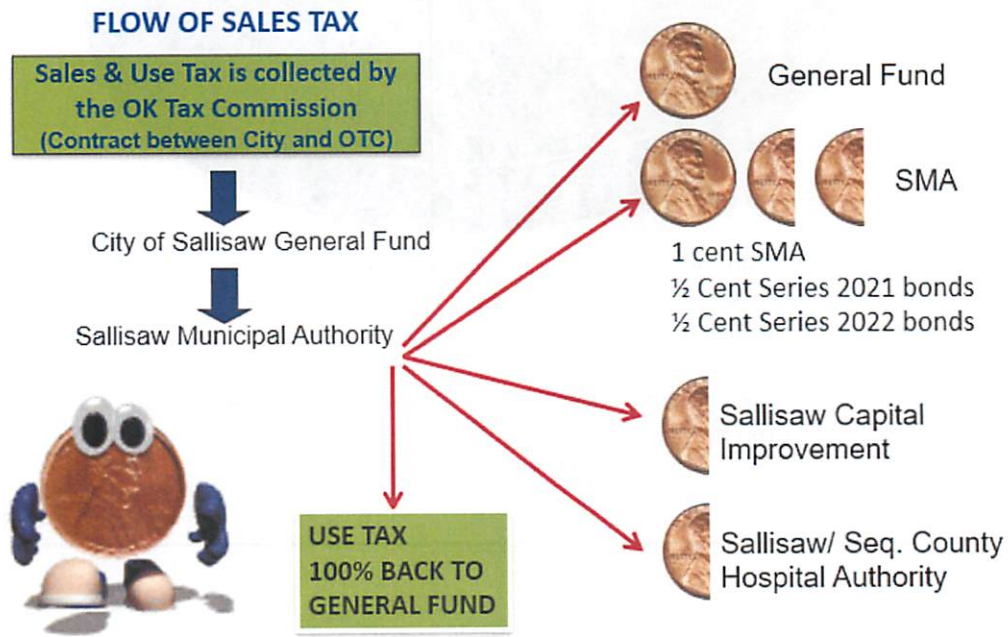 FLOW OF SALES TAX
Sales & Use Tax is collected by
the OK Tax Commission
(Contract between City and OTC)
City of Sallisaw General Fund
Sallisaw Municipal Authority
USE TAX
100% BACK TO
GENERAL FUND
General Fund
SMA
1 cent SMA
½ Cent Series 2021 bonds
½ Cent Series 2022 bonds
Sallisaw Capital
Improvement
Sallisaw/ Seq. County
Hospital Authority